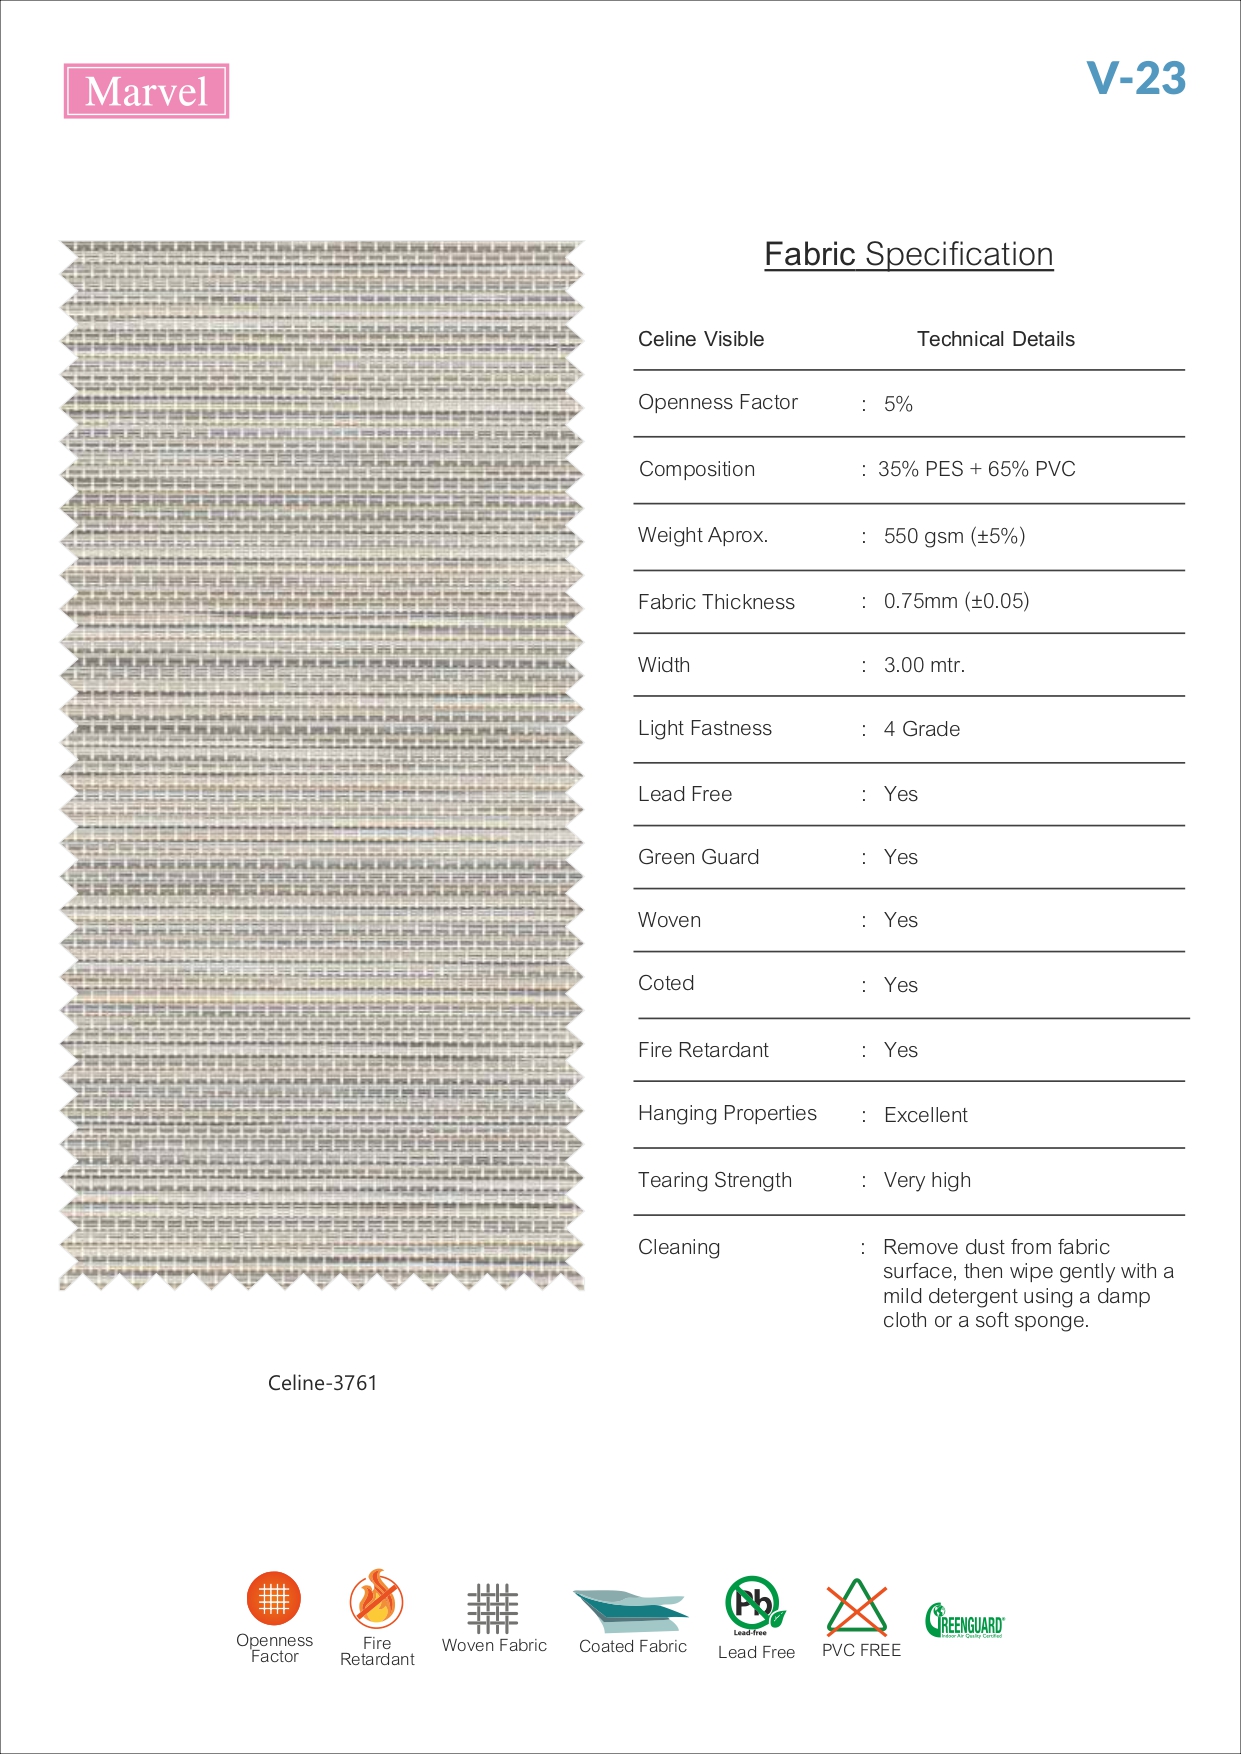 Marvel
V-23
Fabric Specification
Celine Visible Technical Details
Openness Factor : 5%
Composition : 35% PES + 65% PVC
Weight Aprox. : 550 gsm (±5%)
Fabric Thickness : 0.75mm (±0.05)
Width : 3.00 mtr.
Light Fastness : 4 Grade
Lead Free : Yes
Green Guard : Yes
Woven : Yes
Coted : Yes
Fire Retardant : Yes
Hanging Properties : Excellent
Tearing Strength : Very high
Cleaning : Remove dust from fabric
surface, then wipe gently with a
mild detergent using a damp
cloth or a soft sponge.
Celine-3761
Openness
Factor
Fire
Retardant
Woven Fabric
Coated Fabric
Pb
Lead-free
Lead Free
PVC FREE
GREENGUARD
Indoor Air Quality Certified